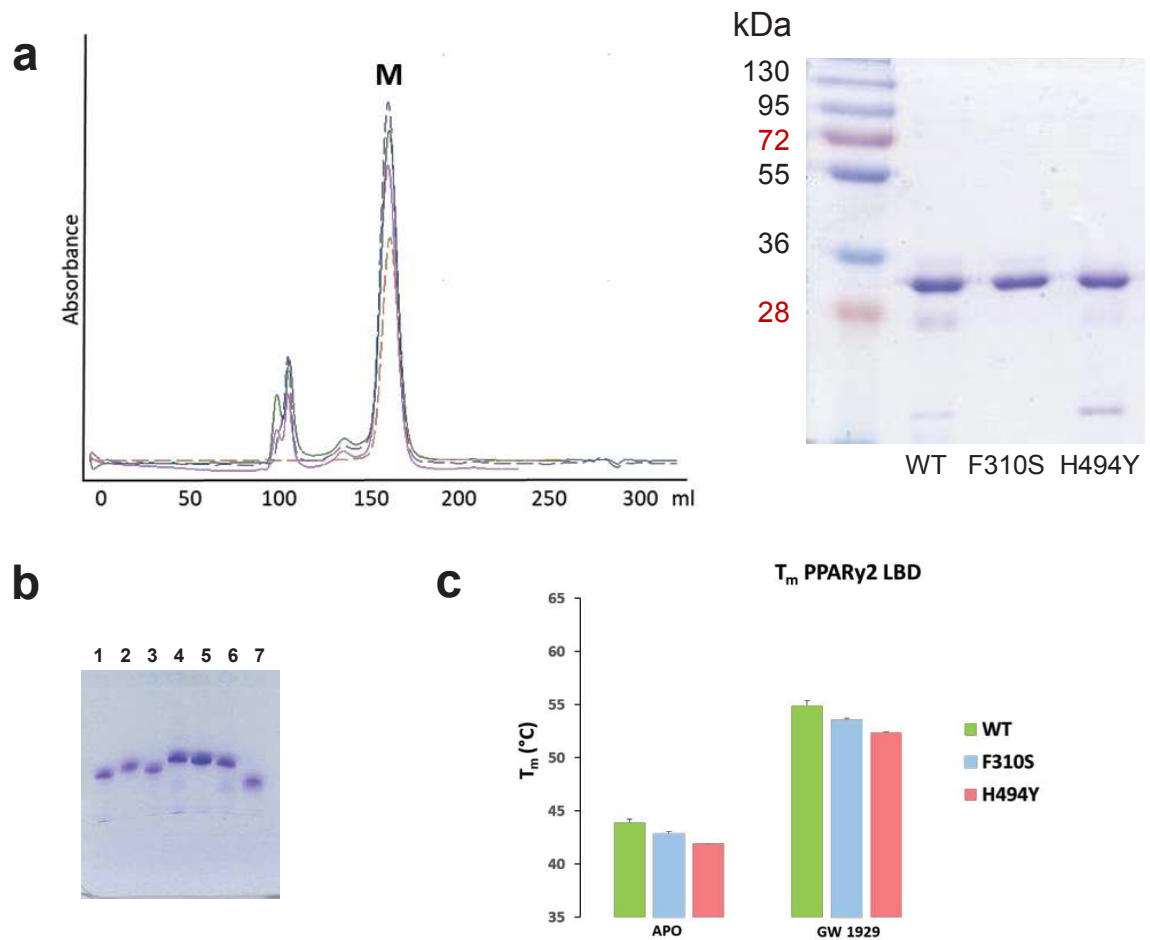 a
M
Absorbance
0 50 100 150 200 250 300 ml
kDa
130
95
72
55
36
28
WT F310S H494Y
b
1 2 3 4 5 6 7
c
Tm PPARy2 LBD
Tm (°C)
65
60
55
50
45
40
35
APO GW 1929
WT
F310S
H494Y